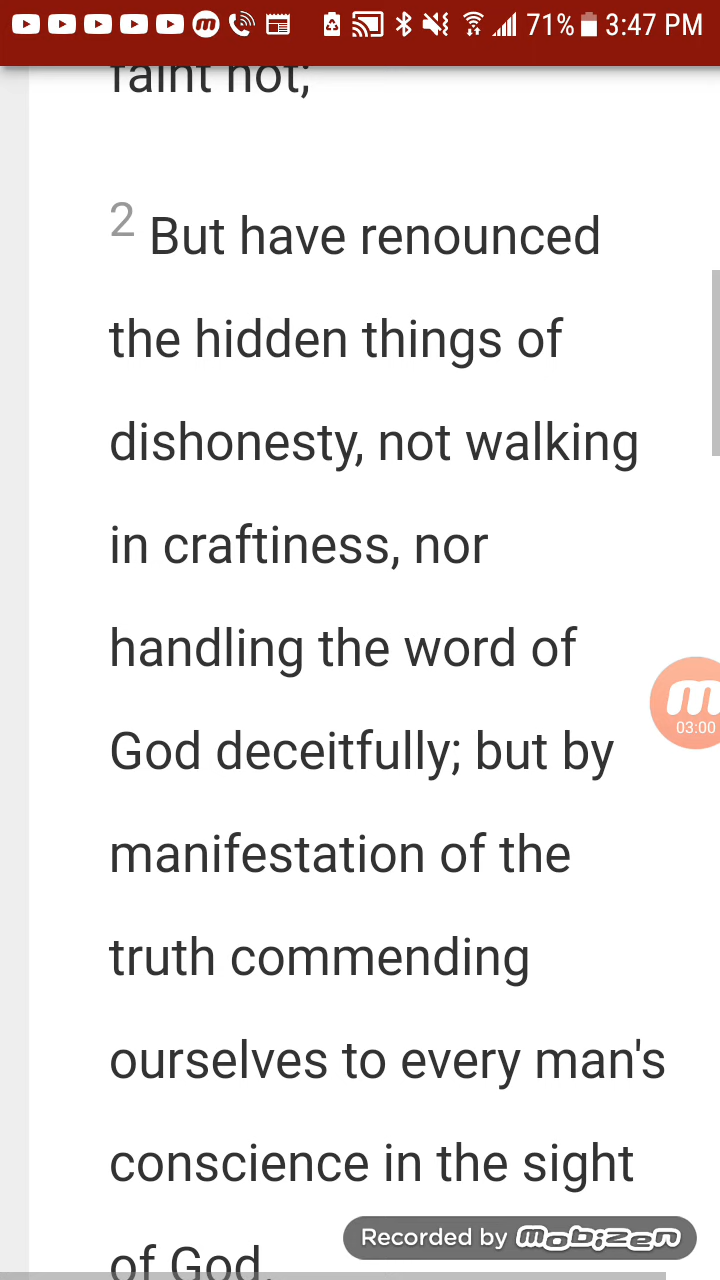 71% 3:47 PM
faint not;
2 But have renounced
the hidden things of
dishonesty, not walking
in craftiness, nor
handling the word of
God deceitfully; but by
manifestation of the
truth commending
ourselves to every man's
conscience in the sight
of God.
03:00
Recorded by mobizen